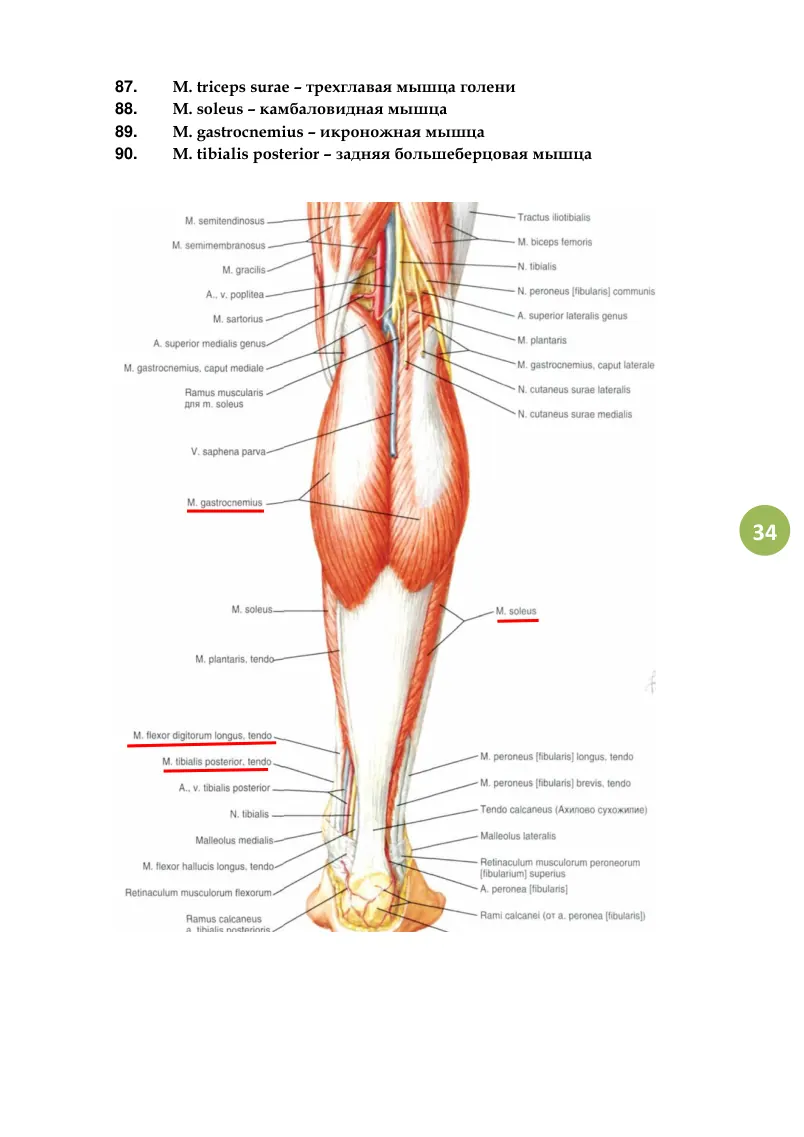 87. M. triceps surae – трехглавая мышца голени
88. M. soleus – камбаловидная мышца
89. M. gastrocnemius – икроножная мышца
90. M. tibialis posterior – задняя большеберцовая мышца
M. semitendinosus
M. semimembranosus
M. gracilis
A., v. poplitea
M. sartorius
A. superior medialis genus
M. gastrocnemius, caput mediale
Ramus muscularis
для m. soleus
V. saphena parva
M. gastrocnemius
M. soleus
M. plantaris, tendo
M. flexor digitorum longus, tendo
M. tibialis posterior, tendo
A., v. tibialis posterior
N. tibialis
Malleolus medialis
M. flexor hallucis longus, tendo
Retinaculum musculorum flexorum
Ramus calcaneus
a. tibialis posterioris
Tractus iliotibialis
M. biceps femoris
N. tibialis
N. peroneus [fibularis] communis
A. superior lateralis genus
M. plantaris
M. gastrocnemius, caput laterale
N. cutaneus surae lateralis
N. cutaneus surae medialis
34
M. soleus
M. peroneus [fibularis] longus, tendo
M. peroneus [fibularis] brevis, tendo
Tendo calcaneus (Ахилово сухожилие)
Malleolus lateralis
Retinaculum musculorum peroneorum
[fibularium] superius
A. peronea [fibularis]
Rami calcanei (от a. peronea [fibularis])